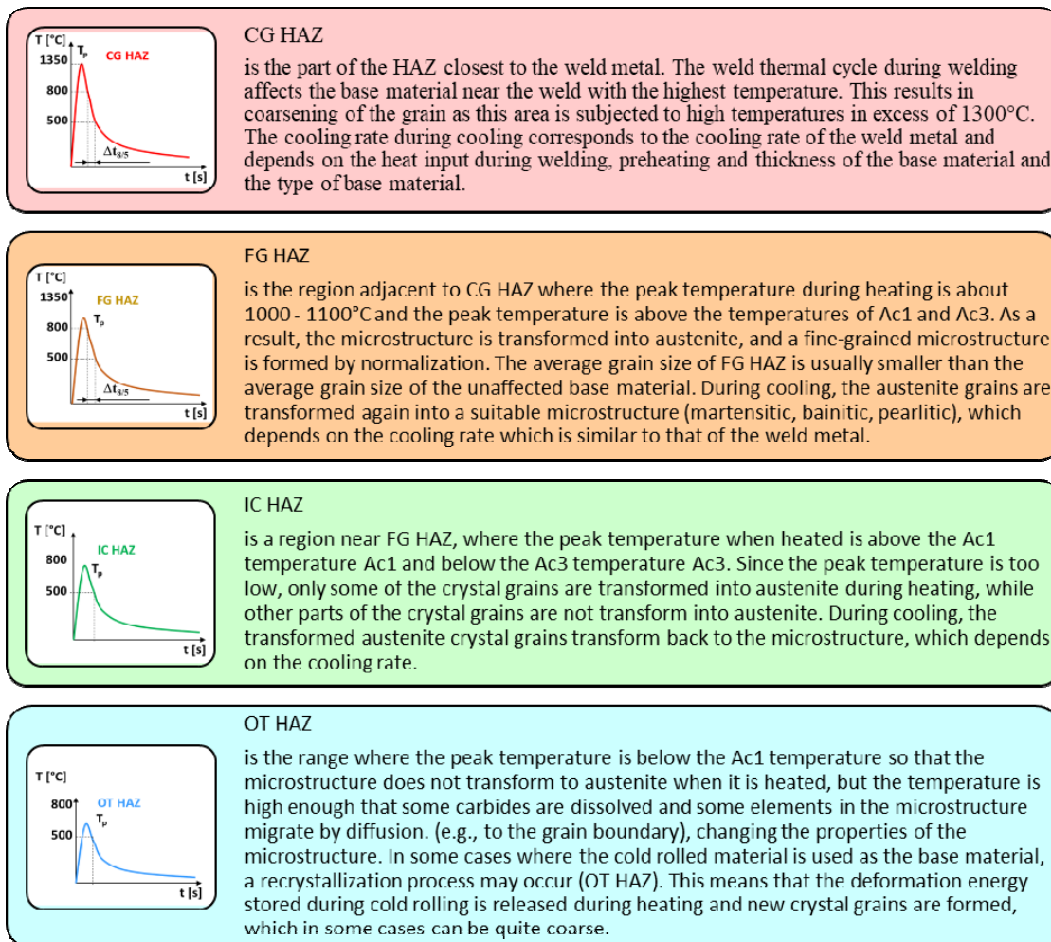 T [°C]
Tp
CG HAZ
1350
800
500
Δt8/5
t [s]
CG HAZ
is the part of the HAZ closest to the weld metal. The weld thermal cycle during welding
affects the base material near the weld with the highest temperature. This results in
coarsening of the grain as this area is subjected to high temperatures in excess of 1300°C.
The cooling rate during cooling corresponds to the cooling rate of the weld metal and
depends on the heat input during welding, preheating and thickness of the base material and
the type of base material.
T [°C]
1350
FG HAZ
Tp
800
500
Δt8/5
t [s]
FG HAZ
is the region adjacent to CG HAZ where the peak temperature during heating is about
1000 - 1100°C and the peak temperature is above the temperatures of Ac1 and Ac3. As a
result, the microstructure is transformed into austenite, and a fine-grained microstructure
is formed by normalization. The average grain size of FG HAZ is usually smaller than the
average grain size of the unaffected base material. During cooling, the austenite grains are
transformed again into a suitable microstructure (martensitic, bainitic, pearlitic), which
depends on the cooling rate which is similar to that of the weld metal.
T [°C]
800
IC HAZ
Tp
500
t [s]
IC HAZ
is a region near FG HAZ, where the peak temperature when heated is above the Ac1
temperature Ac1 and below the Ac3 temperature Ac3. Since the peak temperature is too
low, only some of the crystal grains are transformed into austenite during heating, while
other parts of the crystal grains are not transform into austenite. During cooling, the
transformed austenite crystal grains transform back to the microstructure, which depends
on the cooling rate.
T [°C]
800
OT HAZ
Tp
500
t [s]
OT HAZ
is the range where the peak temperature is below the Ac1 temperature so that the
microstructure does not transform to austenite when it is heated, but the temperature is
high enough that some carbides are dissolved and some elements in the microstructure
migrate by diffusion. (e.g., to the grain boundary), changing the properties of the
microstructure. In some cases where the cold rolled material is used as the base material,
a recrystallization process may occur (OT HAZ). This means that the deformation energy
stored during cold rolling is released during heating and new crystal grains are formed,
which in some cases can be quite coarse.